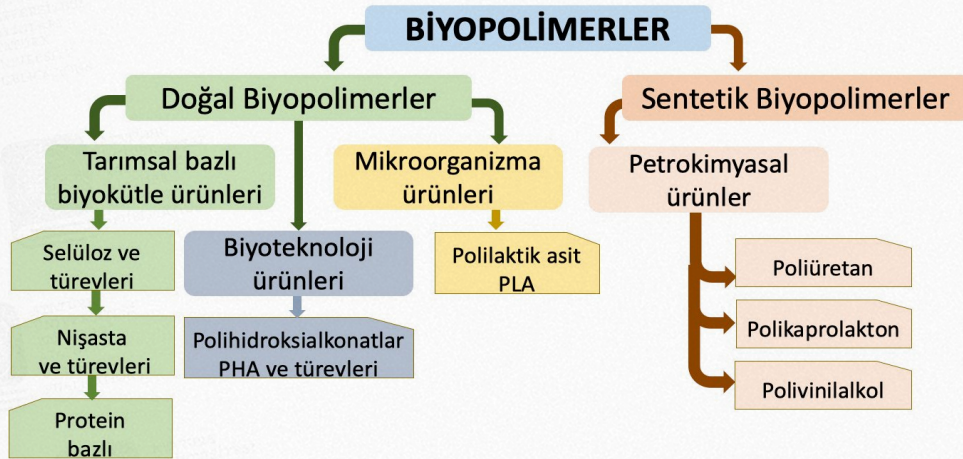 BİYOPOLİMERLER
Doğal Biyopolimerler
Sentetik Biyopolimerler
Tarımsal bazlı
biyokütle ürünleri
Mikroorganizma
ürünleri
Petrokimyasal
ürünler
Selüloz ve
türevleri
Biyoteknoloji
ürünleri
Polilaktik asit
PLA
Poliüretan
Nişasta
ve türevleri
Polihidroksialkonatlar
PHA ve türevleri
Polikaprolakton
Polivinilalkol
Protein
bazlı